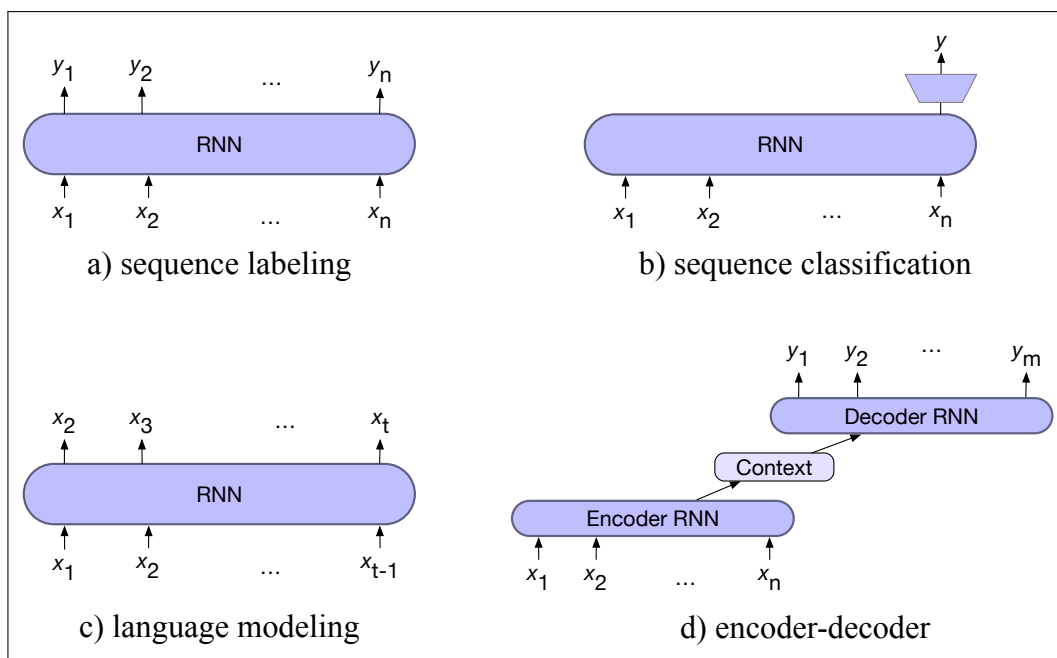 y1 y2 ... yn
RNN
x1 x2 ... xn
a) sequence labeling
y
RNN
x1 x2 ... xn
b) sequence classification
x2 x3 ... xt
RNN
x1 x2 ... xt-1
c) language modeling
y1 y2 ... ym
Decoder RNN
Context
Encoder RNN
x1 x2 ... xn
d) encoder-decoder